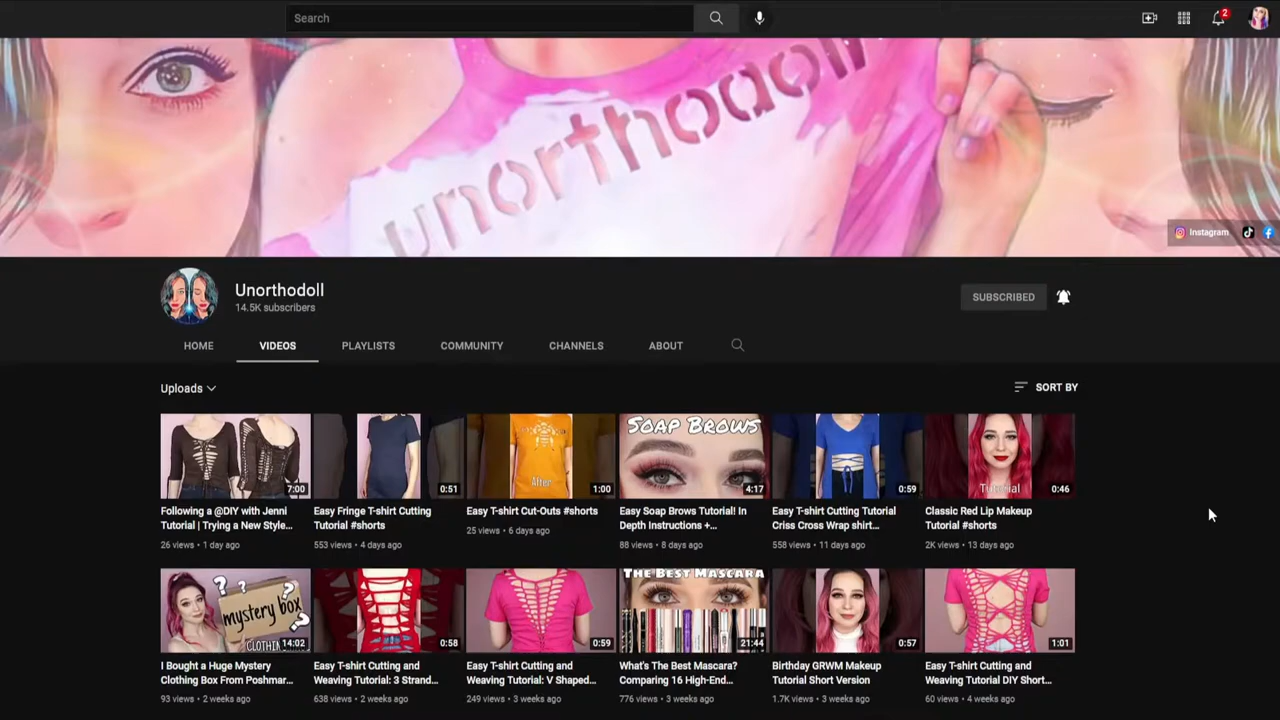 Search
2
unorthodoll
Instagram
Unorthodoll
14.5K subscribers
SUBSCRIBED
HOME
VIDEOS
PLAYLISTS
COMMUNITY
CHANNELS
ABOUT
Uploads
SORT BY
7:00
0:51
After
1:00
SOAP BROWS
4:17
0:59
Tutorial
0:46
Following a @DIY with Jenni
Tutorial | Trying a New Style...
26 views • 1 day ago
Easy Fringe T-shirt Cutting
Tutorial #shorts
553 views • 4 days ago
Easy T-shirt Cut-Outs #shorts
25 views • 6 days ago
Easy Soap Brows Tutorial! In
Depth Instructions +...
88 views • 8 days ago
Easy T-shirt Cutting Tutorial
Criss Cross Wrap shirt...
558 views • 11 days ago
Classic Red Lip Makeup
Tutorial #shorts
2K views • 13 days ago
? ? ?
mystery
box
?
14:02
0:58
0:59
THE BEST MASCARA
21:44
0:57
1:01
I Bought a Huge Mystery
Clothing Box From Poshmar...
93 views • 2 weeks ago
Easy T-shirt Cutting and
Weaving Tutorial: 3 Strand...
638 views • 2 weeks ago
Easy T-shirt Cutting and
Weaving Tutorial: V Shaped...
249 views • 3 weeks ago
What's The Best Mascara?
Comparing 16 High-End...
776 views • 3 weeks ago
Birthday GRWM Makeup
Tutorial Short Version
1.7K views • 3 weeks ago
Easy T-shirt Cutting and
Weaving Tutorial DIY Short...
60 views • 4 weeks ago